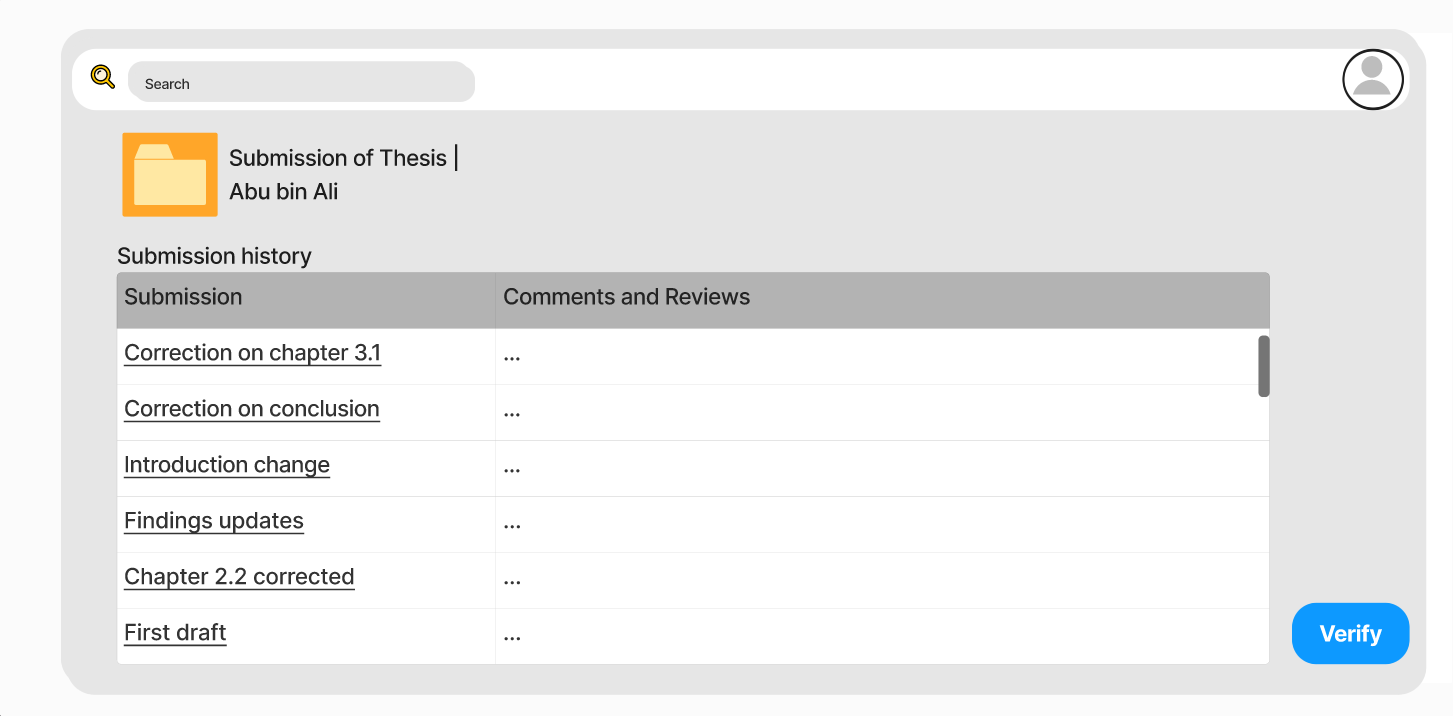 Search
Submission of Thesis |
Abu bin Ali
Submission history
Submission
Comments and Reviews
Correction on chapter 3.1
...
Correction on conclusion
...
Introduction change
...
Findings updates
...
Chapter 2.2 corrected
...
First draft
...
Verify